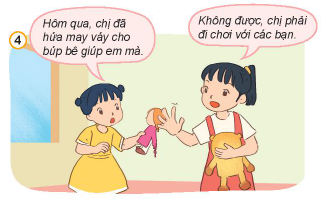 4
Hôm qua, chị đã
hứa may váy cho
búp bê giúp em mà.
Không được, chị phải
đi chơi với các bạn.